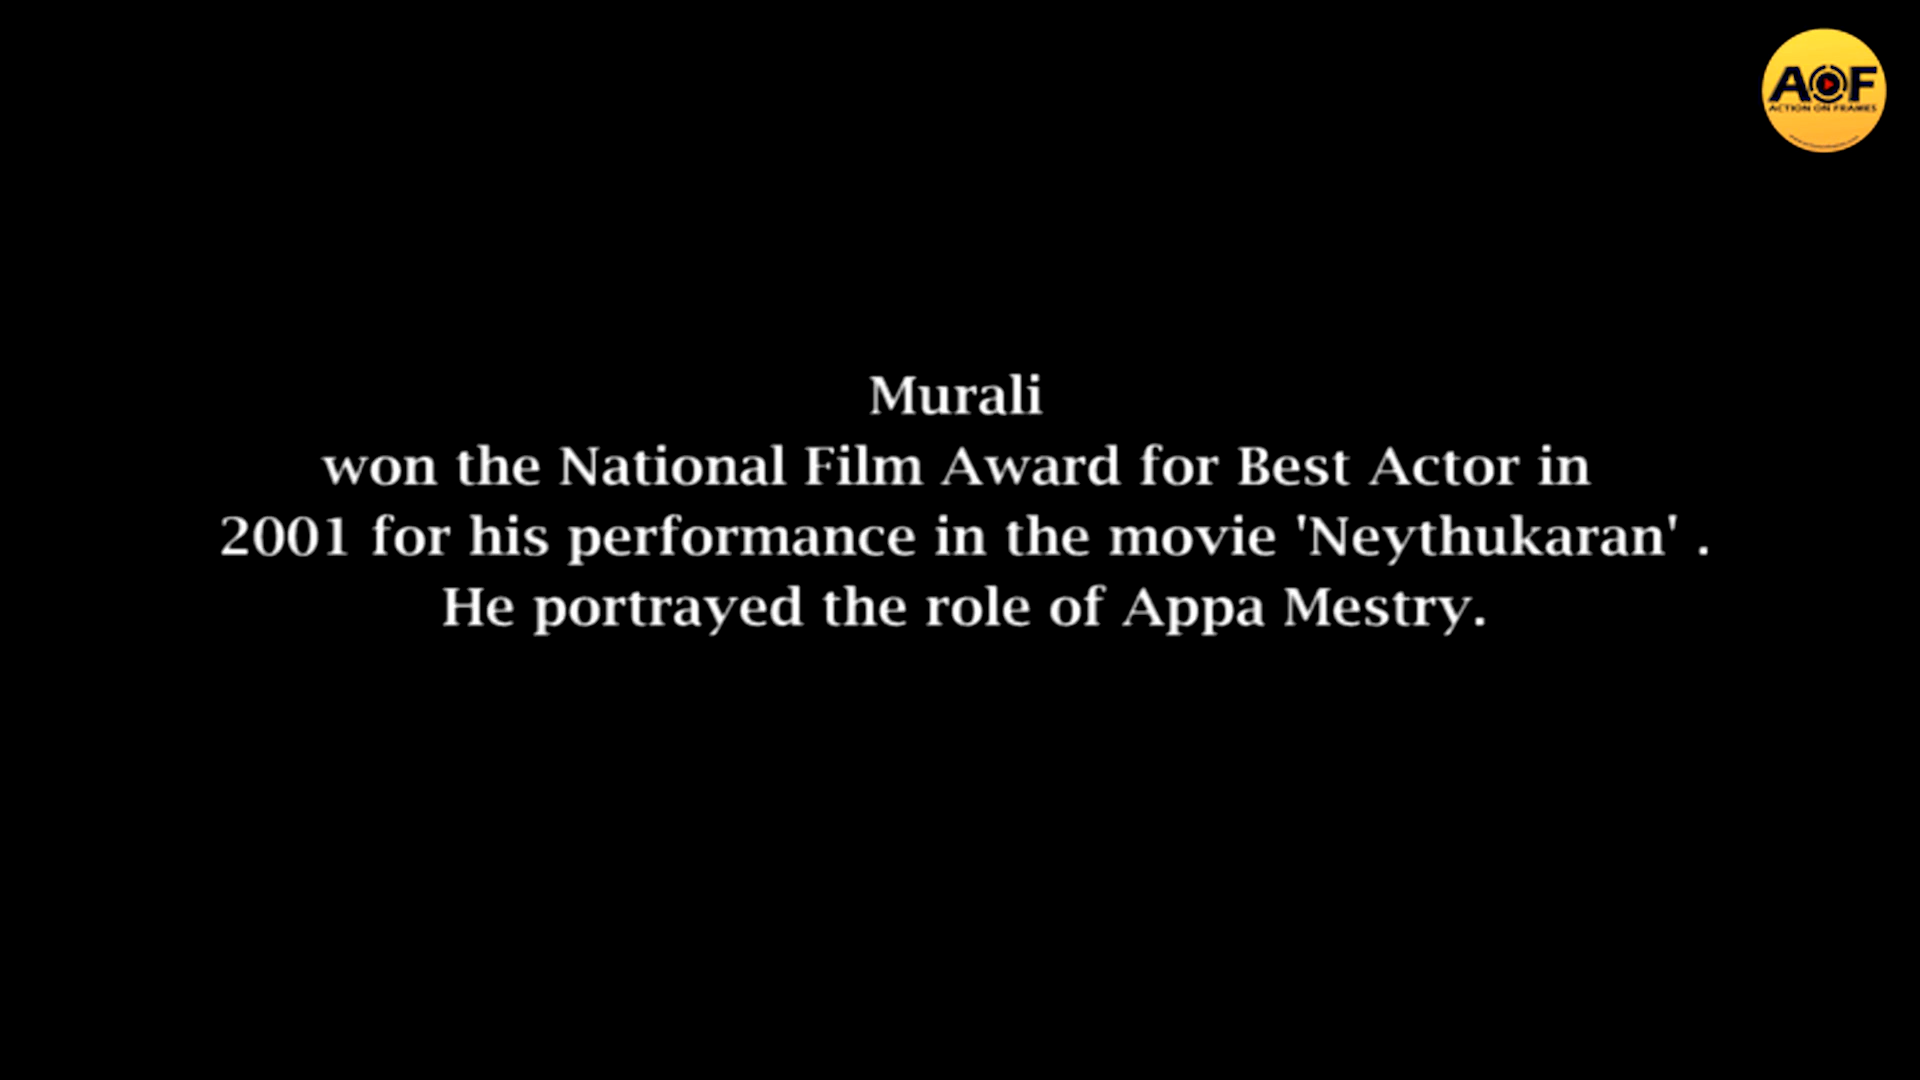 AOF
ACTION ON FRAMES
Murali
won the National Film Award for Best Actor in
2001 for his performance in the movie 'Neythukaran' .
He portrayed the role of Appa Mestry.